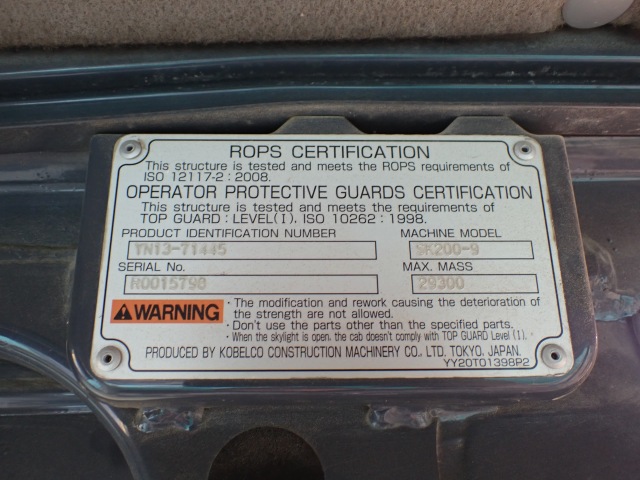 ROPS CERTIFICATION
This structure is tested and meets the ROPS requirements of
ISO 12117-2 : 2008.
OPERATOR PROTECTIVE GUARDS CERTIFICATION
This structure is tested and meets the requirements of
TOP GUARD : LEVEL(I), ISO 10262 : 1998.
PRODUCT IDENTIFICATION NUMBER MACHINE MODEL
YN13-71445 SK200-9
SERIAL No. MAX. MASS
R0015790 29300
WARNING
· The modification and rework causing the deterioration of
the strength are not allowed.
· Don't use the parts other than the specified parts.
· When the skylight is open, the cab doesn't comply with TOP GUARD Level (I).
PRODUCED BY KOBELCO CONSTRUCTION MACHINERY CO., LTD. TOKYO, JAPAN.
YY20T01398P2